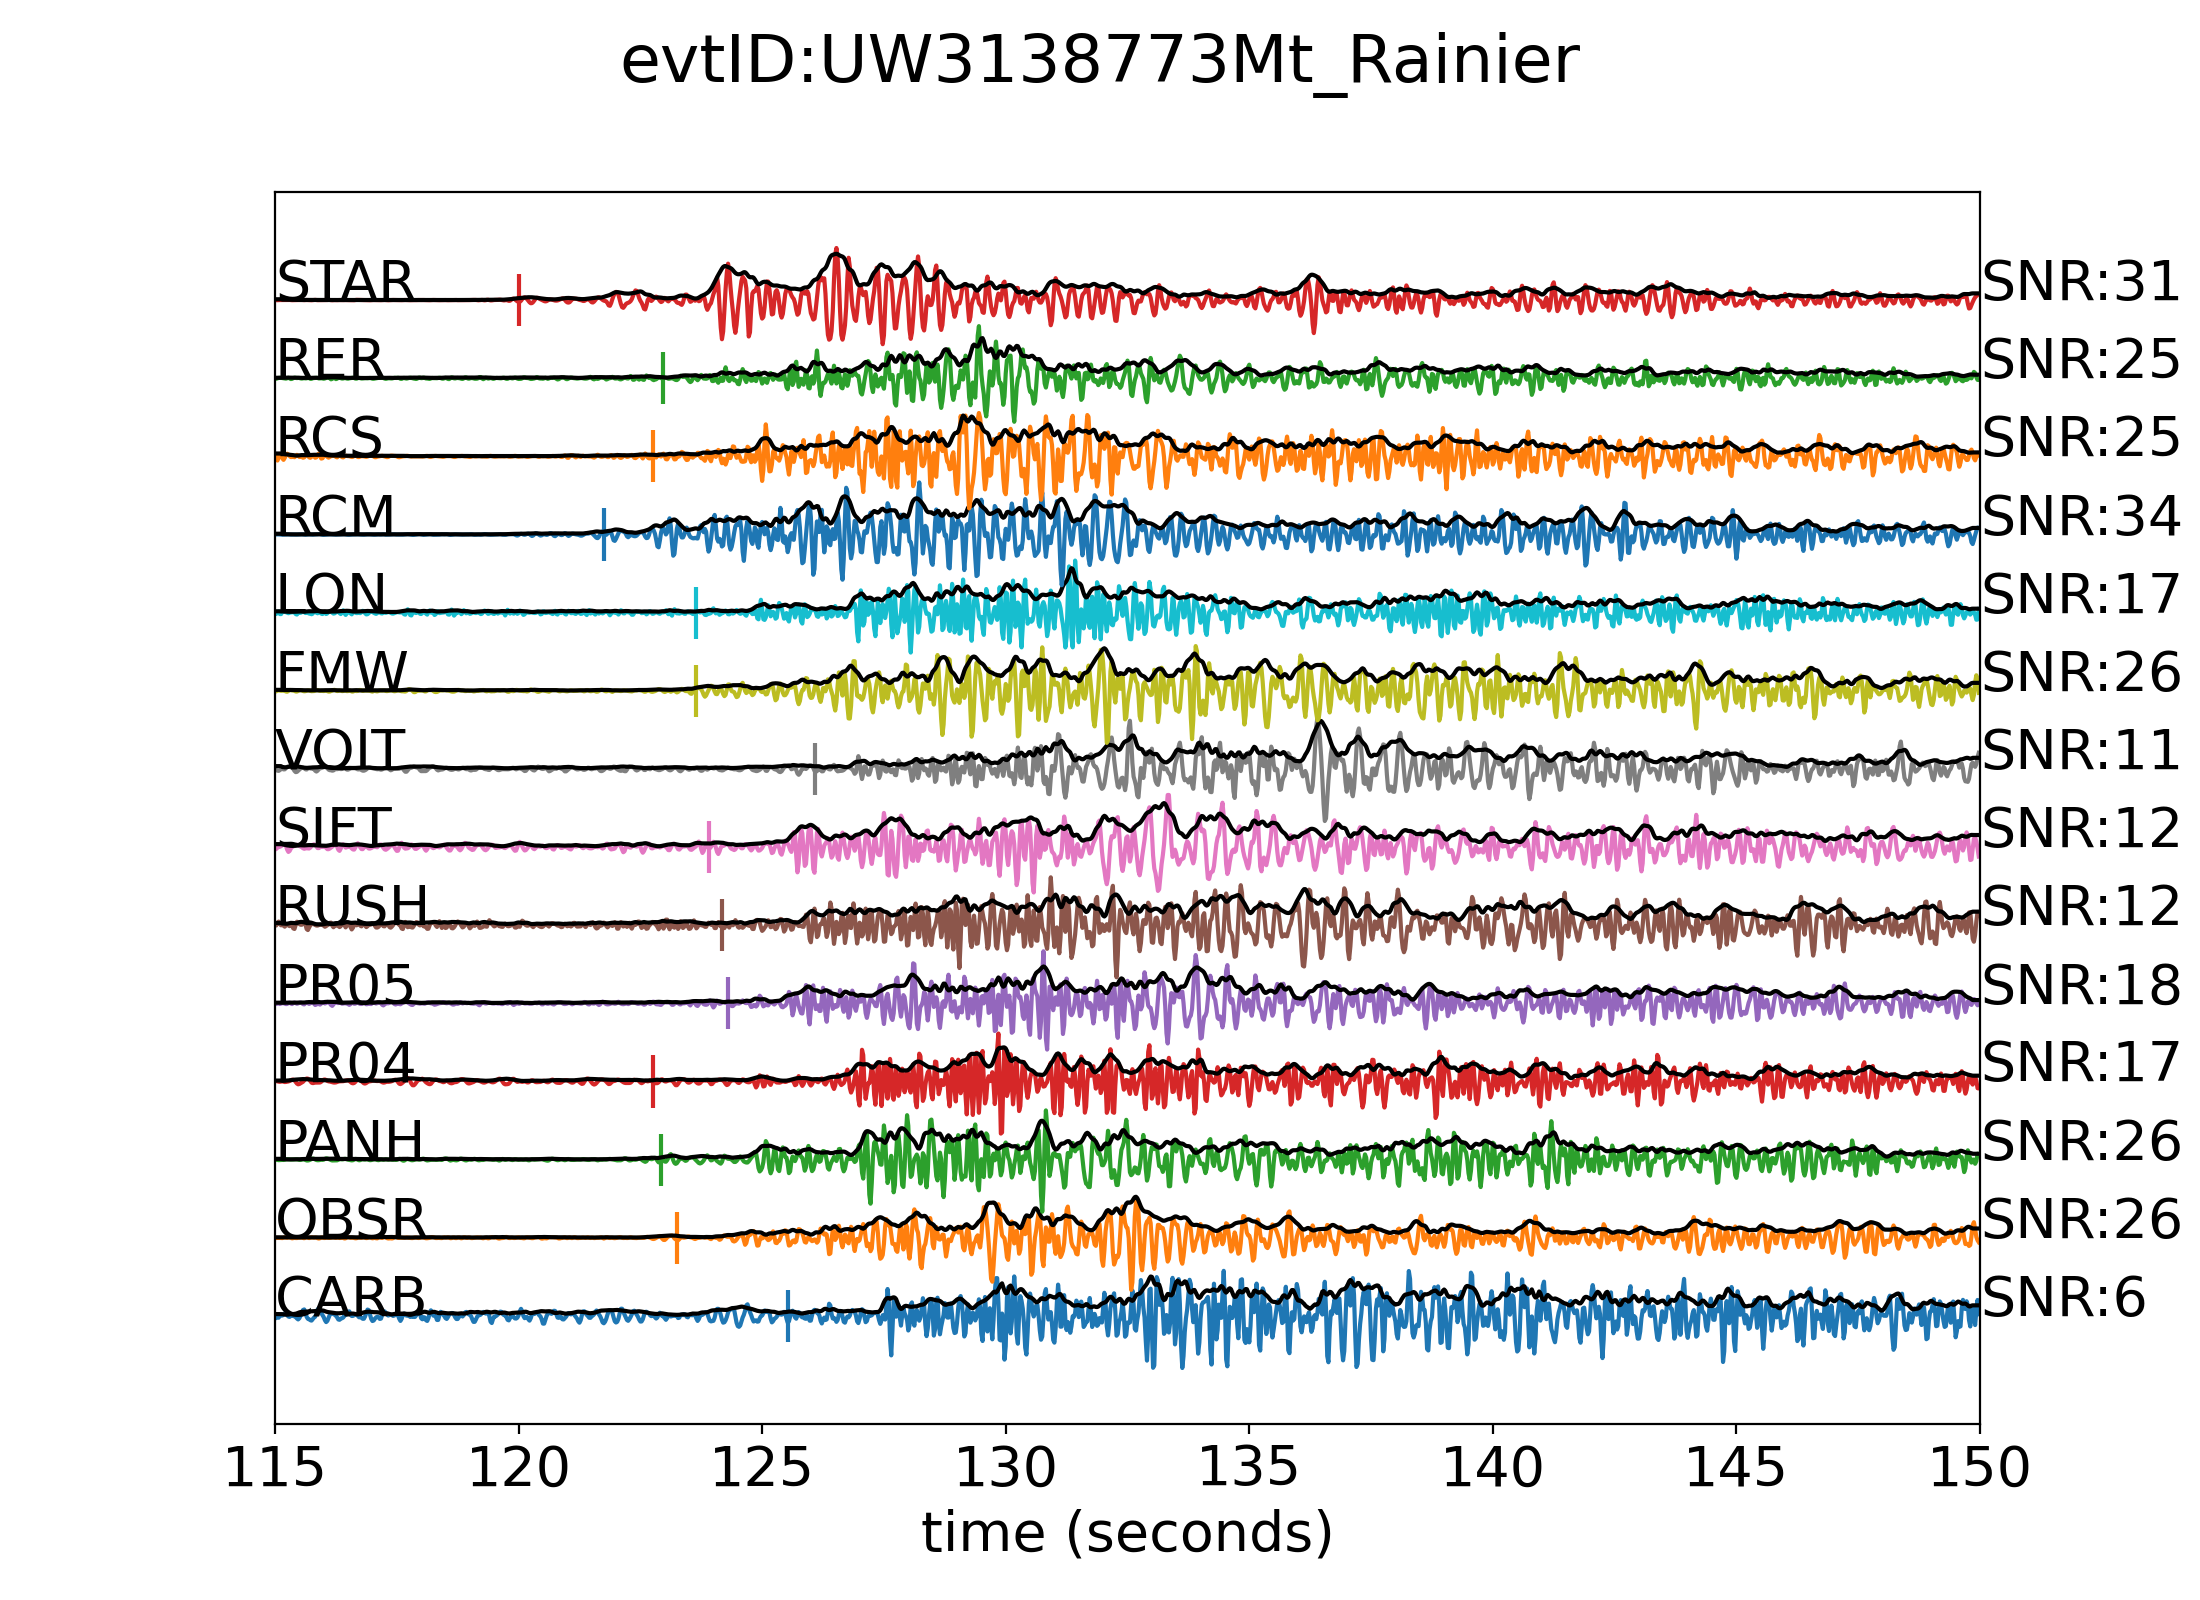 evtID:UW3138773Mt_Rainier
STAR SNR:31
RER SNR:25
RCS SNR:25
RCM SNR:34
LON SNR:17
FMW SNR:26
VOIT SNR:11
SIFT SNR:12
RUSH SNR:12
PR05 SNR:18
PR04 SNR:17
PANH SNR:26
OBSR SNR:26
CARB SNR:6
115 120 125 130 135 140 145 150
time (seconds)